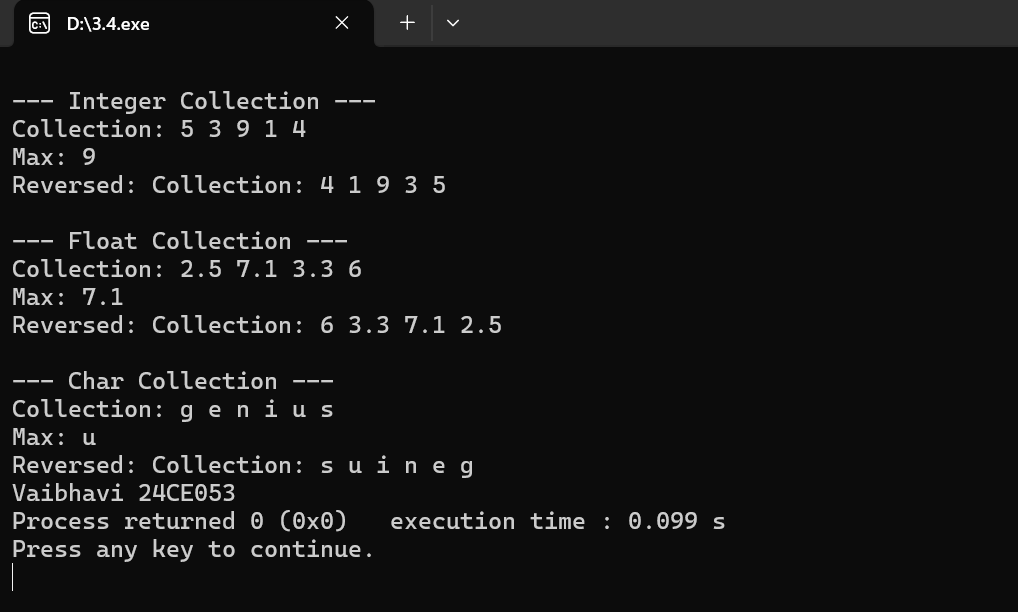 D:\3.4.exe
--- Integer Collection ---
Collection: 5 3 9 1 4
Max: 9
Reversed: Collection: 4 1 9 3 5
--- Float Collection ---
Collection: 2.5 7.1 3.3 6
Max: 7.1
Reversed: Collection: 6 3.3 7.1 2.5
--- Char Collection ---
Collection: g e n i u s
Max: u
Reversed: Collection: s u i n e g
Vaibhavi 24CE053
Process returned 0 (0x0)   execution time : 0.099 s
Press any key to continue.